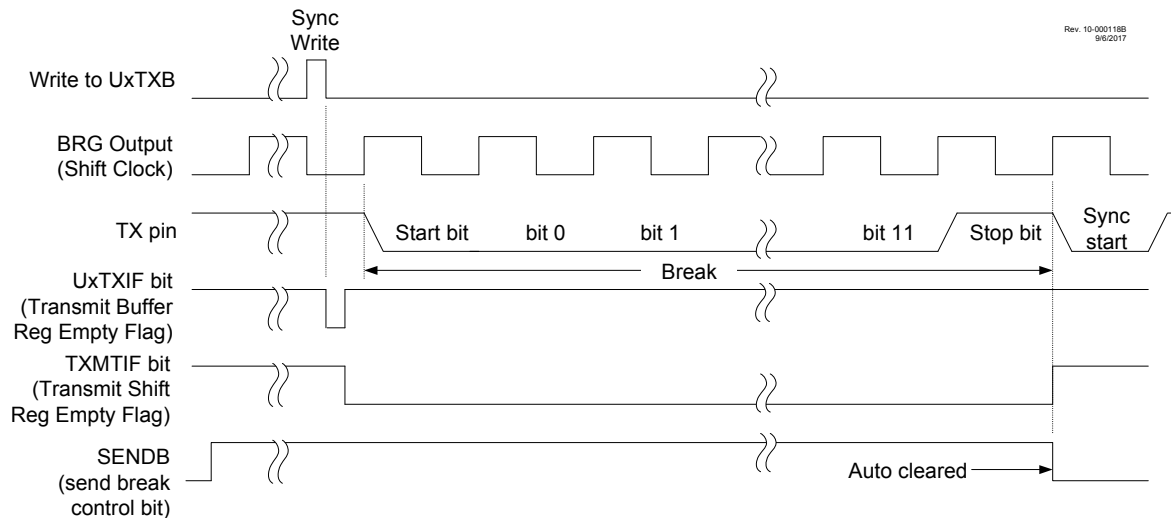 Sync
Write
Rev. 10-000118B
9/6/2017
Write to UxTXB
BRG Output
(Shift Clock)
TX pin
Start bit
bit 0
bit 1
bit 11
Stop bit
Sync
start
Break
UxTXIF bit
(Transmit Buffer
Reg Empty Flag)
TXMTIF bit
(Transmit Shift
Reg Empty Flag)
SENDB
(send break
control bit)
Auto cleared